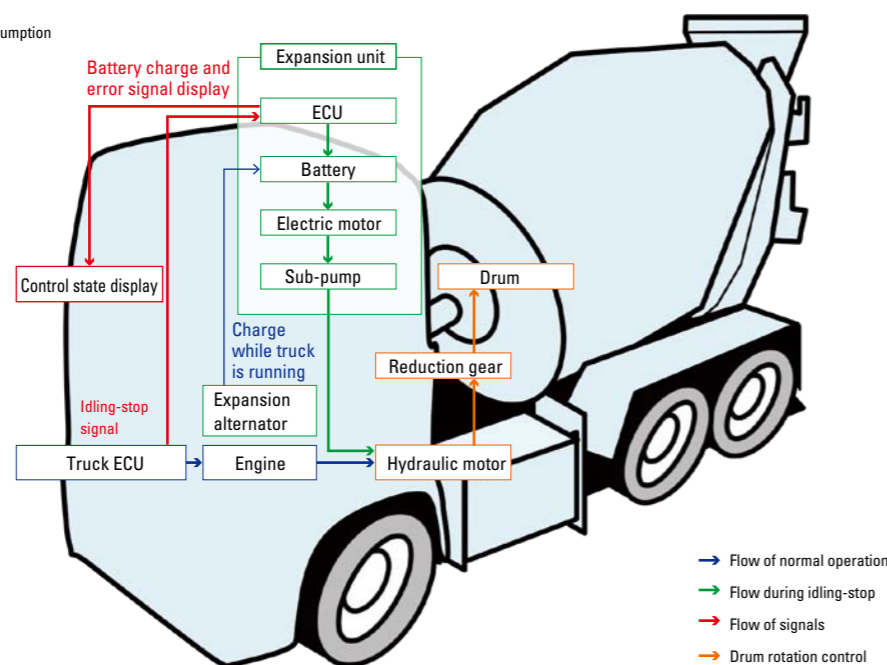 umption
Expansion unit
Battery charge and
error signal display
ECU
Battery
Electric motor
Sub-pump
Drum
Control state display
Charge
while truck
is running
Reduction gear
Expansion
alternator
Idling-stop
signal
Truck ECU
Engine
Hydraulic motor
Flow of normal operation
Flow during idling-stop
Flow of signals
Drum rotation control